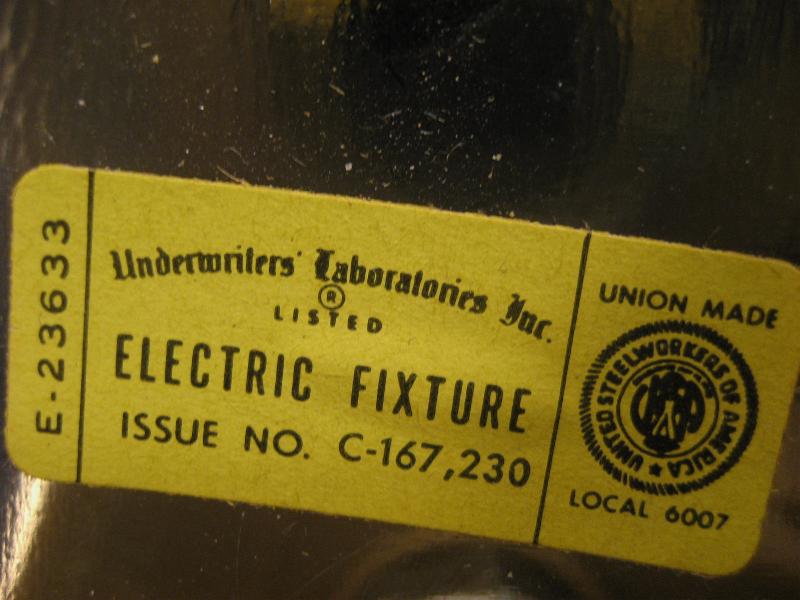 E-23633
Underwriters' Laboratories Inc.
®
LISTED
ELECTRIC FIXTURE
ISSUE NO. C-167,230
UNION MADE
UNITED STEELWORKERS OF AMERICA ★
LOCAL 6007